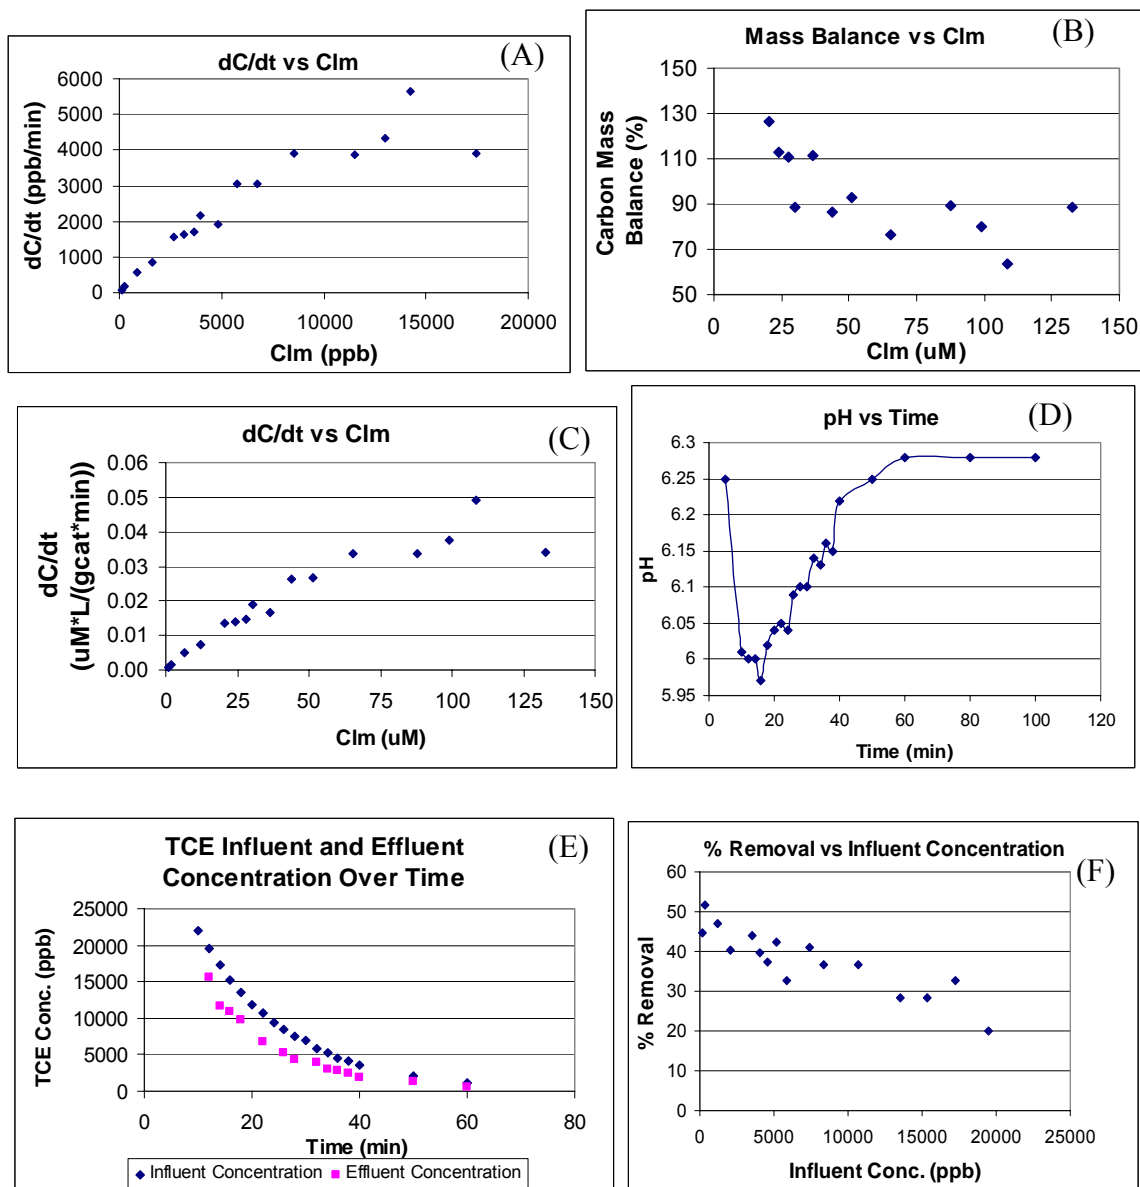 (A)
dC/dt vs Clm
dC/dt (ppb/min)
6000
5000
4000
3000
2000
1000
0
0 5000 10000 15000 20000
Clm (ppb)
(B)
Mass Balance vs Clm
Carbon Mass
Balance (%)
150
130
110
90
70
50
0 25 50 75 100 125 150
Clm (uM)
(C)
dC/dt vs Clm
dC/dt
(uM*L/(gcat*min))
0.06
0.05
0.04
0.03
0.02
0.01
0.00
0 25 50 75 100 125 150
Clm (uM)
(D)
pH vs Time
pH
6.3
6.25
6.2
6.15
6.1
6.05
6
5.95
0 20 40 60 80 100 120
Time (min)
(E)
TCE Influent and Effluent
Concentration Over Time
TCE Conc. (ppb)
25000
20000
15000
10000
5000
0
0 20 40 60 80
Time (min)
Influent Concentration Effluent Concentration
(F)
% Removal vs Influent Concentration
% Removal
60
50
40
30
20
10
0
0 5000 10000 15000 20000 25000
Influent Conc. (ppb)